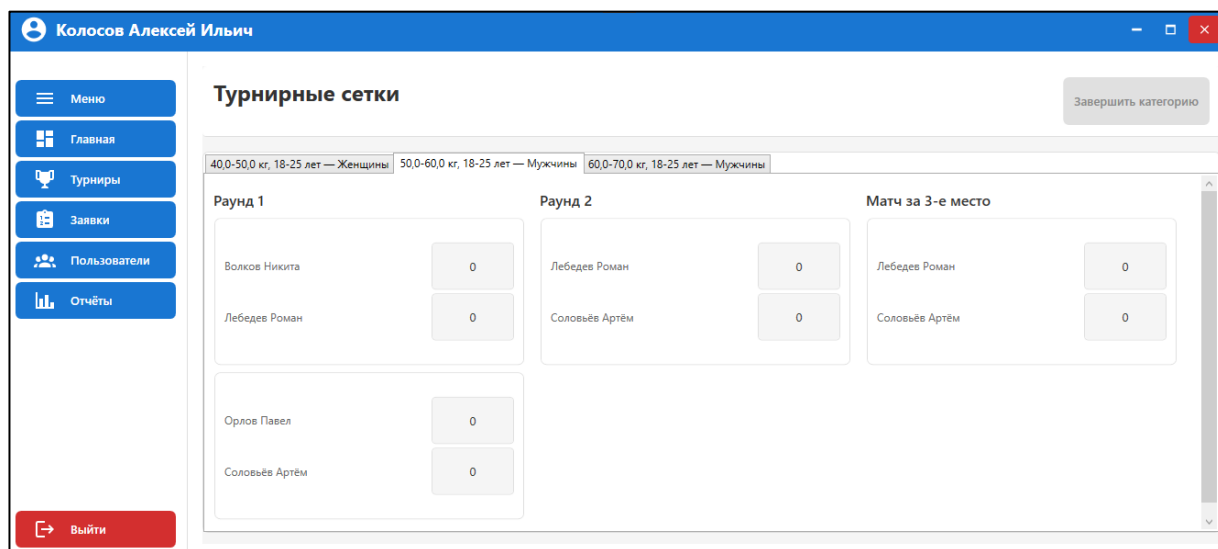 Колосов Алексей Ильич
Меню
Главная
Турниры
Заявки
Пользователи
Отчёты
Выйти
Турнирные сетки
Завершить категорию
40,0-50,0 кг, 18-25 лет — Женщины 50,0-60,0 кг, 18-25 лет — Мужчины 60,0-70,0 кг, 18-25 лет — Мужчины
Раунд 1
Волков Никита 0
Лебедев Роман 0
Орлов Павел 0
Соловьёв Артём 0
Раунд 2
Лебедев Роман 0
Соловьёв Артём 0
Матч за 3-е место
Лебедев Роман 0
Соловьёв Артём 0